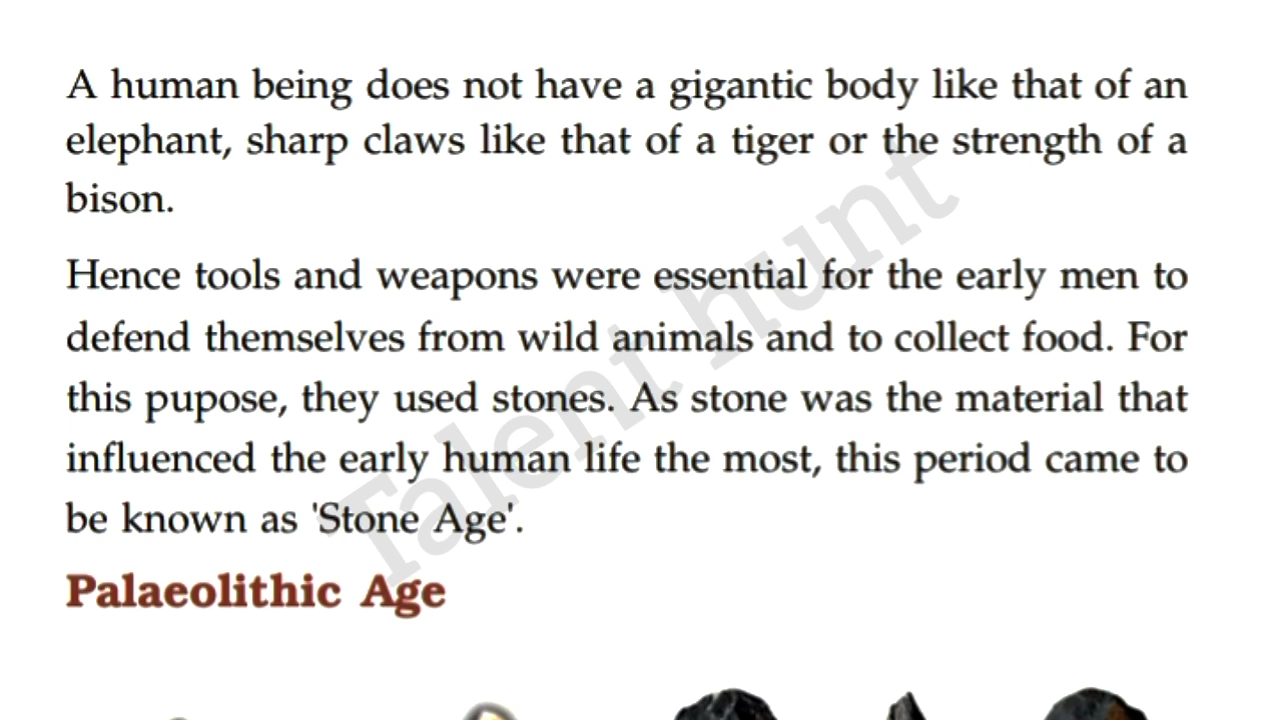 A human being does not have a gigantic body like that of an
elephant, sharp claws like that of a tiger or the strength of a
bison.
Hence tools and weapons were essential for the early men to
defend themselves from wild animals and to collect food. For
this pupose, they used stones. As stone was the material that
influenced the early human life the most, this period came to
be known as 'Stone Age'.
Palaeolithic Age
Talent hunt